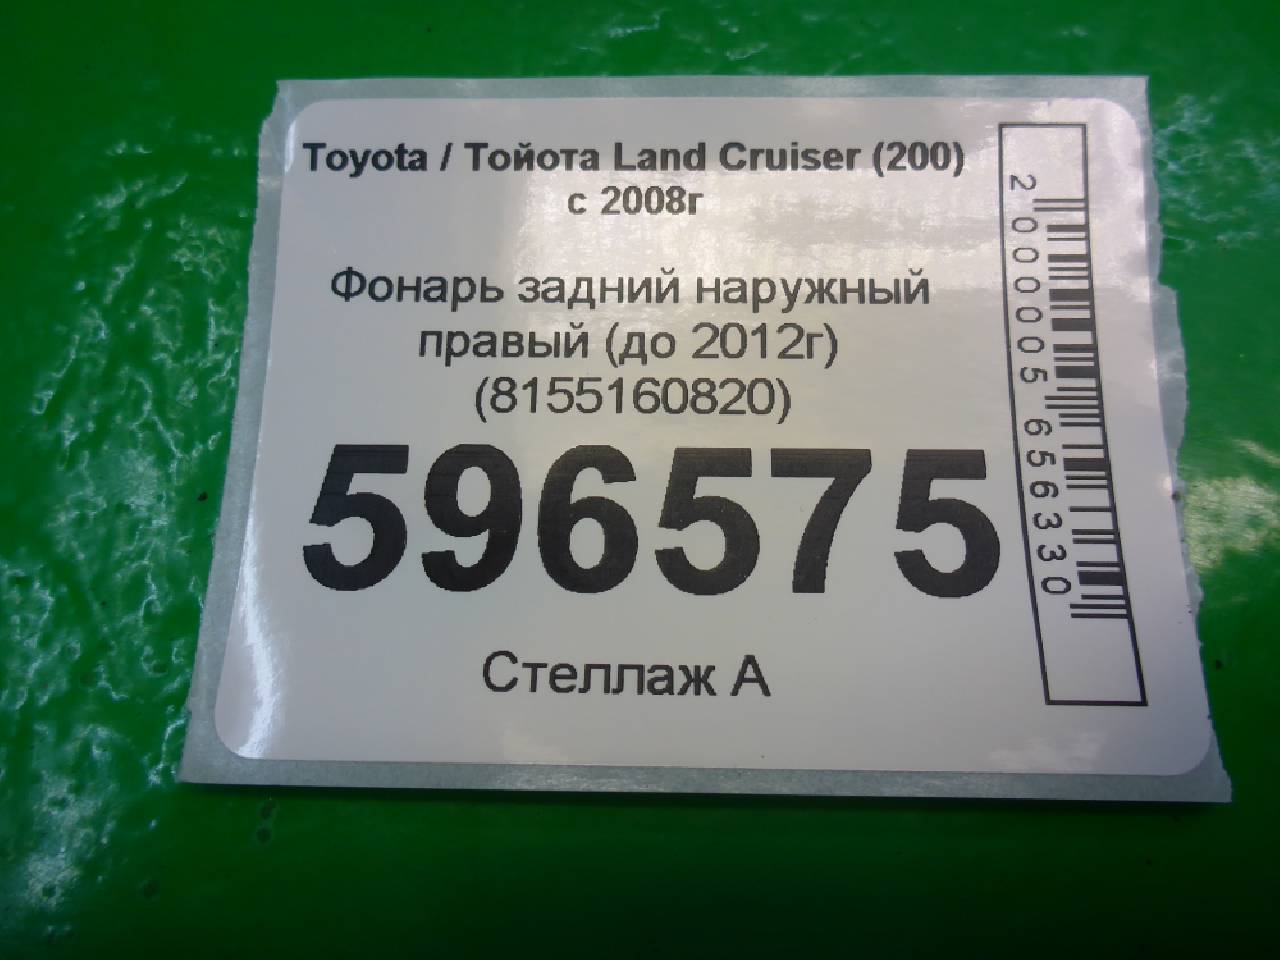 Toyota / Тойота Land Cruiser (200)
с 2008г
Фонарь задний наружный
правый (до 2012г)
(8155160820)
596575
Стеллаж А
2000005656330